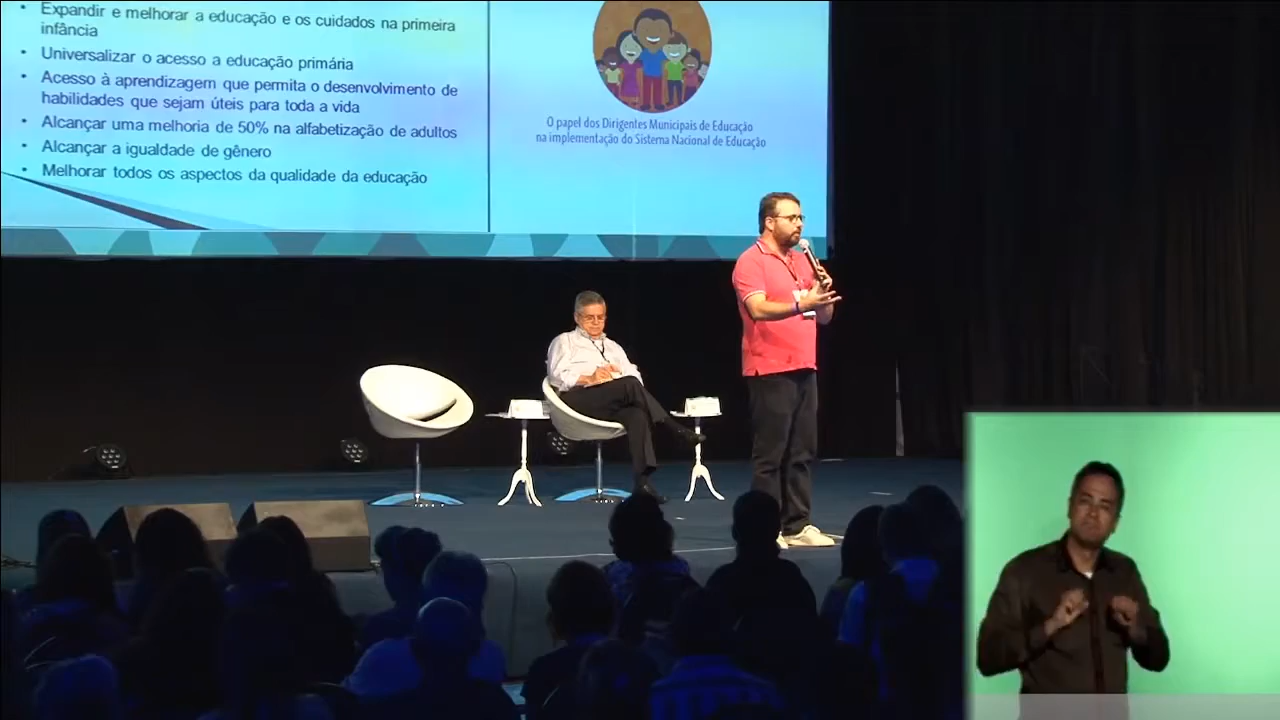 • Expandir e melhorar a educação e os cuidados na primeira
infância
• Universalizar o acesso a educação primária
• Acesso à aprendizagem que permita o desenvolvimento de
habilidades que sejam úteis para toda a vida
• Alcançar uma melhoria de 50% na alfabetização de adultos
• Alcançar a igualdade de gênero
• Melhorar todos os aspectos da qualidade da educação
O papel dos Dirigentes Municipais de Educação
na implementação do Sistema Nacional de Educação